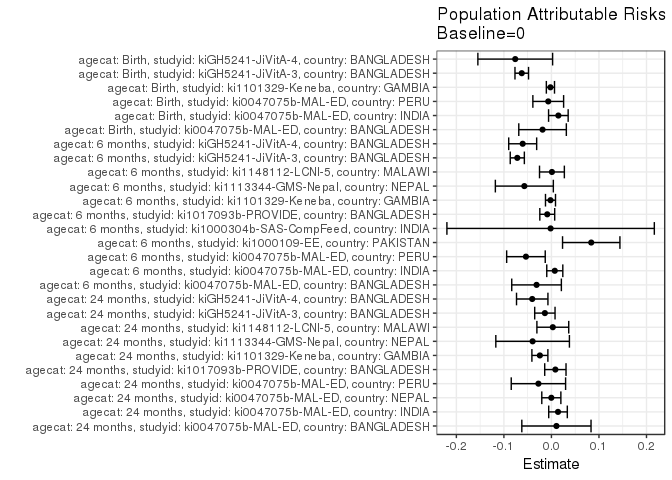 Population Attributable Risks
Baseline=0
agecat: Birth, studyid: kiGH5241-JiVitA-4, country: BANGLADESH
agecat: Birth, studyid: kiGH5241-JiVitA-3, country: BANGLADESH
agecat: Birth, studyid: ki1101329-Keneba, country: GAMBIA
agecat: Birth, studyid: ki0047075b-MAL-ED, country: PERU
agecat: Birth, studyid: ki0047075b-MAL-ED, country: INDIA
agecat: Birth, studyid: ki0047075b-MAL-ED, country: BANGLADESH
agecat: 6 months, studyid: kiGH5241-JiVitA-4, country: BANGLADESH
agecat: 6 months, studyid: kiGH5241-JiVitA-3, country: BANGLADESH
agecat: 6 months, studyid: ki1148112-LCNI-5, country: MALAWI
agecat: 6 months, studyid: ki1113344-GMS-Nepal, country: NEPAL
agecat: 6 months, studyid: ki1101329-Keneba, country: GAMBIA
agecat: 6 months, studyid: ki1017093b-PROVIDE, country: BANGLADESH
agecat: 6 months, studyid: ki1000304b-SAS-CompFeed, country: INDIA
agecat: 6 months, studyid: ki1000109-EE, country: PAKISTAN
agecat: 6 months, studyid: ki0047075b-MAL-ED, country: PERU
agecat: 6 months, studyid: ki0047075b-MAL-ED, country: INDIA
agecat: 6 months, studyid: ki0047075b-MAL-ED, country: BANGLADESH
agecat: 24 months, studyid: kiGH5241-JiVitA-4, country: BANGLADESH
agecat: 24 months, studyid: kiGH5241-JiVitA-3, country: BANGLADESH
agecat: 24 months, studyid: ki1148112-LCNI-5, country: MALAWI
agecat: 24 months, studyid: ki1113344-GMS-Nepal, country: NEPAL
agecat: 24 months, studyid: ki1101329-Keneba, country: GAMBIA
agecat: 24 months, studyid: ki1017093b-PROVIDE, country: BANGLADESH
agecat: 24 months, studyid: ki0047075b-MAL-ED, country: PERU
agecat: 24 months, studyid: ki0047075b-MAL-ED, country: NEPAL
agecat: 24 months, studyid: ki0047075b-MAL-ED, country: INDIA
agecat: 24 months, studyid: ki0047075b-MAL-ED, country: BANGLADESH
-0.2 -0.1 0.0 0.1 0.2
Estimate